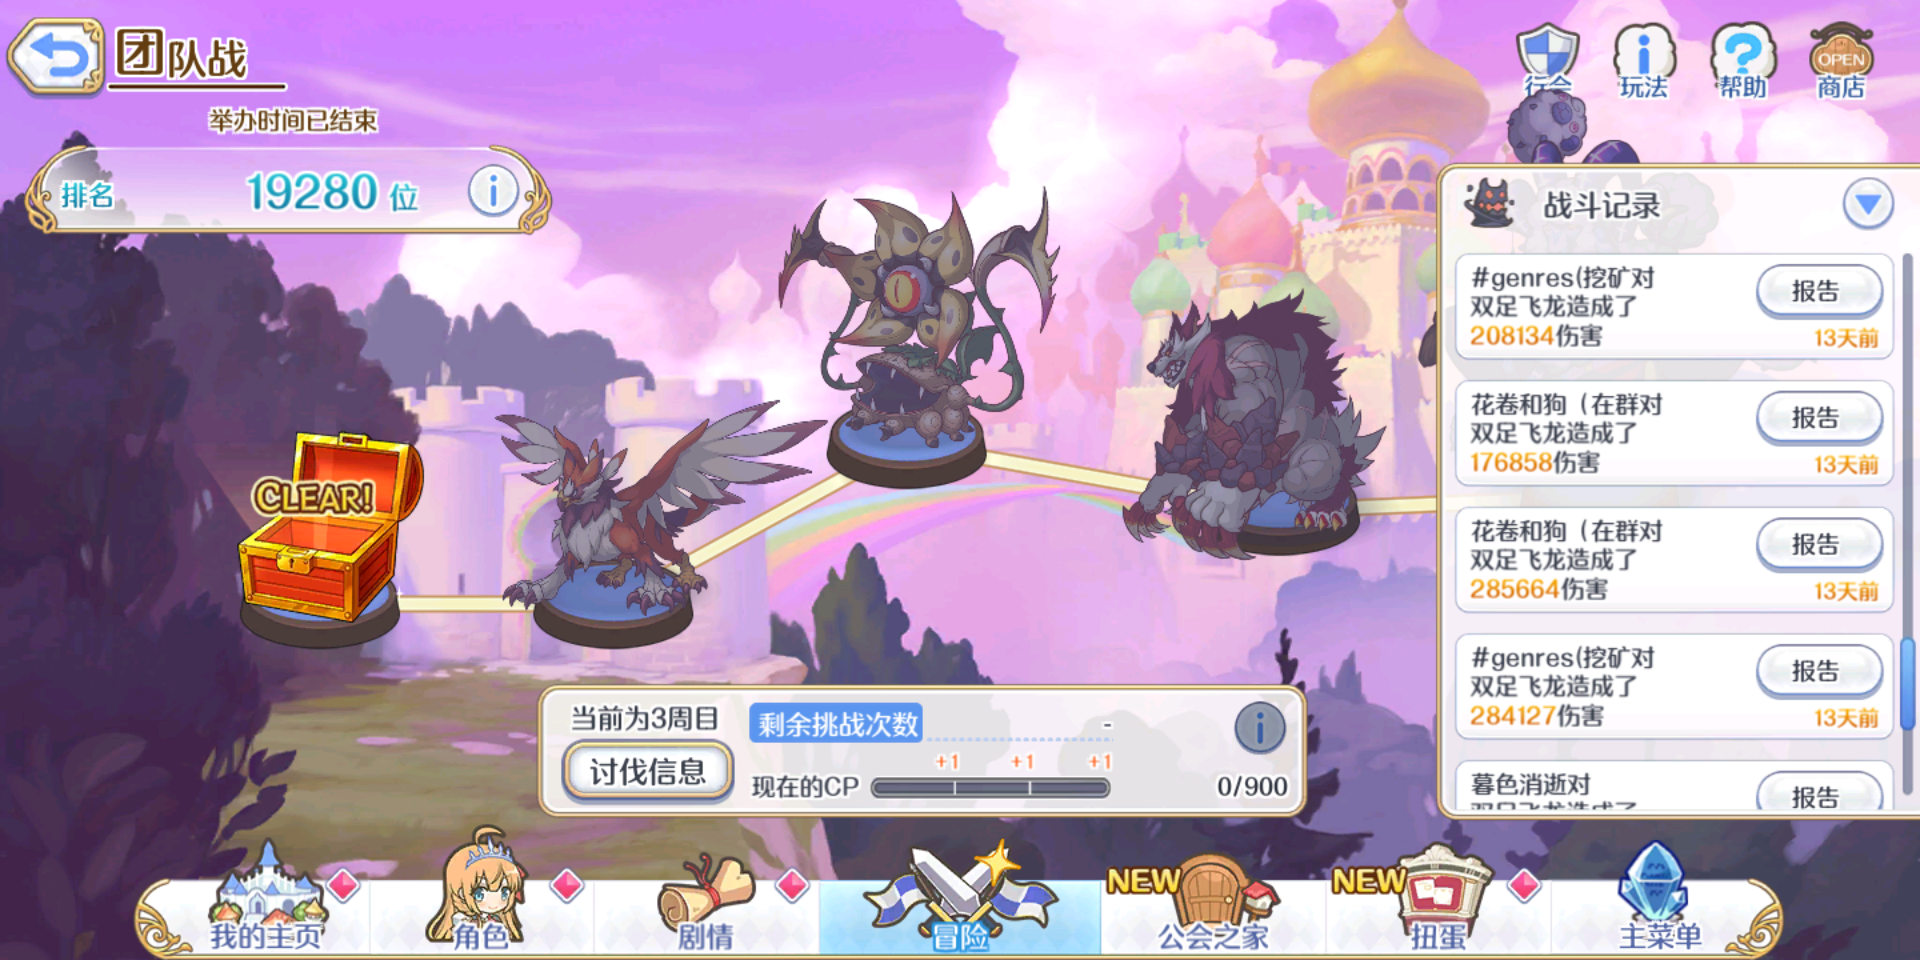 团队战
举办时间已结束
排名 19280 位
行会
玩法
帮助
OPEN
商店
战斗记录
#genres(挖矿对
双足飞龙造成了
208134伤害
报告
13天前
花卷和狗（在群对
双足飞龙造成了
176858伤害
报告
13天前
花卷和狗（在群对
双足飞龙造成了
285664伤害
报告
13天前
#genres(挖矿对
双足飞龙造成了
284127伤害
报告
13天前
暮色消逝对
报告
CLEAR!
当前为3周目
讨伐信息
剩余挑战次数 -
+1 +1 +1
现在的CP 0/900
我的主页
角色
剧情
冒险
NEW
公会之家
NEW
扭蛋
主菜单